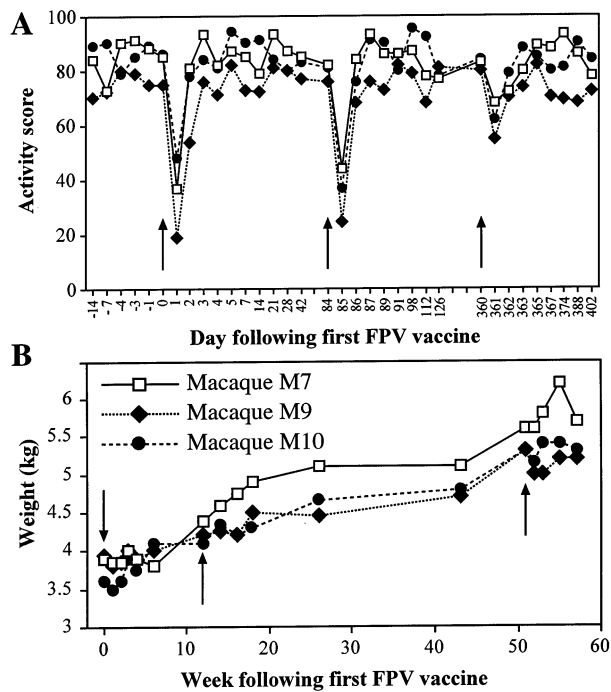 A
100
80
60
40
20
0
Activity score
-14 -7 -4 -3 -1 0 1 2 3 4 5 7 14 21 28 42 84 85 86 87 89 91 98 112 126 360 361 362 363 365 367 374 388 402
Day following first FPV vaccine
B
Macaque M7
Macaque M9
Macaque M10
6
5.5
5
4.5
4
3.5
3
Weight (kg)
0 10 20 30 40 50 60
Week following first FPV vaccine